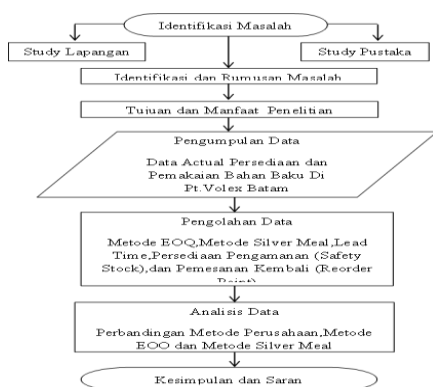 Identifikasi Masalah
Study Lapangan
Study Pustaka
Identifikasi dan Rumusan Masalah
Tujuan dan Manfaat Penelitian
Pengumpulan Data
Data Actual Persediaan dan
Pemakaian Bahan Baku Di
Pt.Volex Batam
Pengolahan Data
Metode EOQ,Metode Silver Meal,Lead
Time,Persediaan Pengamanan (Safety
Stock),dan Pemesanan Kembali (Reorder
Point)
Analisis Data
Perbandingan Metode Perusahaan,Metode
EOQ dan Metode Silver Meal
Kesimpulan dan Saran